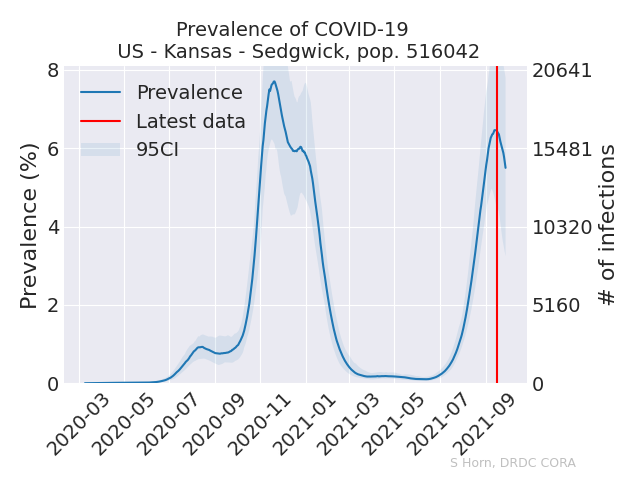 Prevalence of COVID-19
US - Kansas - Sedgwick, pop. 516042
Prevalence
Latest data
95CI
Prevalence (%)
8
6
4
2
0
20641
15481
10320
5160
0
# of infections
2020-03
2020-05
2020-07
2020-09
2020-11
2021-01
2021-03
2021-05
2021-07
2021-09
S Horn, DRDC CORA